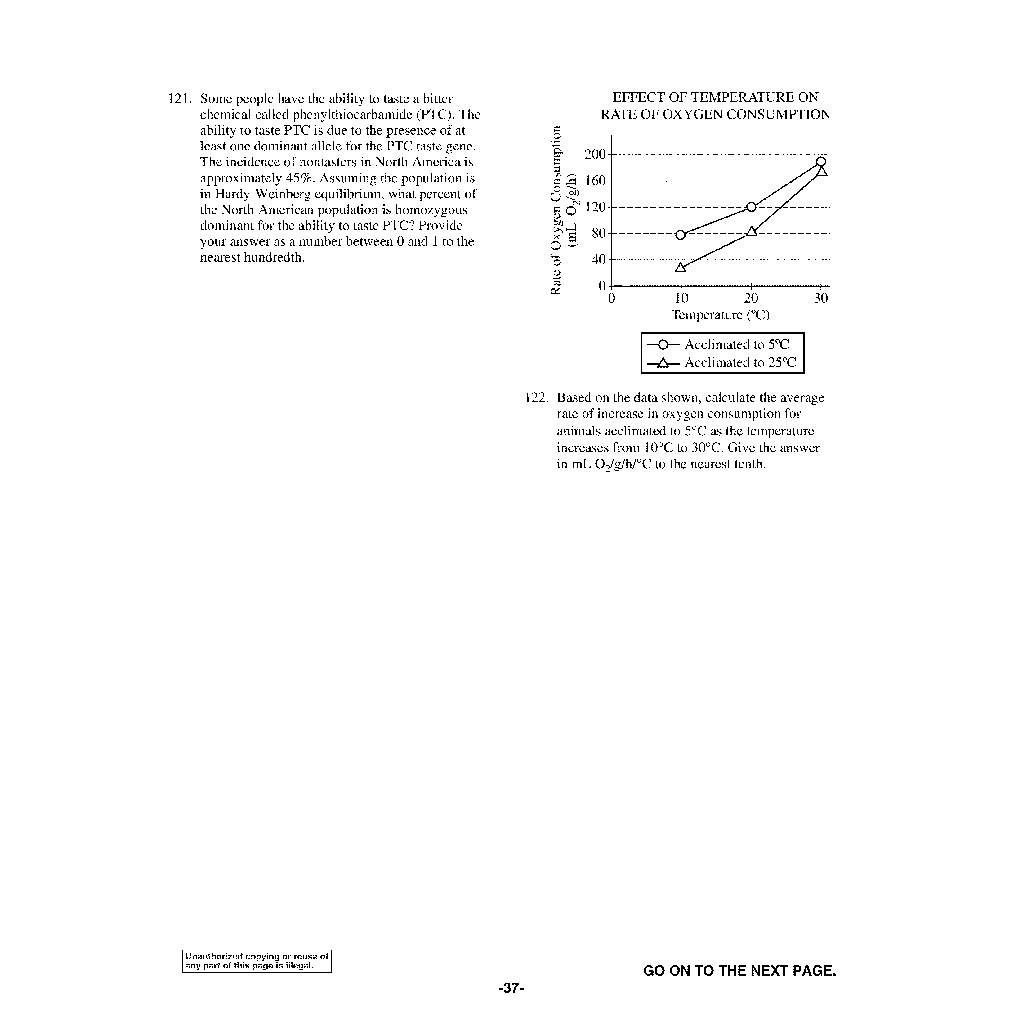 121. Some people have the ability to taste a bitter
chemical called phenylthiocarbamide (PTC). The
ability to taste PTC is due to the presence of at
least one dominant allele for the PTC taste gene.
The incidence of nontasters in North America is
approximately 45%. Assuming the population is
in Hardy-Weinberg equilibrium, what percent of
the North American population is homozygous
dominant for the ability to taste PTC? Provide
your answer as a number between 0 and 1 to the
nearest hundredth.
EFFECT OF TEMPERATURE ON
RATE OF OXYGEN CONSUMPTION
Rate of Oxygen Consumption
(mL O₂/g/h)
200
160
120
80
40
0
0 10 20 30
Temperature (°C)
Acclimated to 5°C
Acclimated to 25°C
122. Based on the data shown, calculate the average
rate of increase in oxygen consumption for
animals acclimated to 5°C as the temperature
increases from 10°C to 30°C. Give the answer
in mL O₂/g/h/°C to the nearest tenth.
Unauthorized copying or reuse of
any part of this page is illegal.
GO ON TO THE NEXT PAGE.
-37-